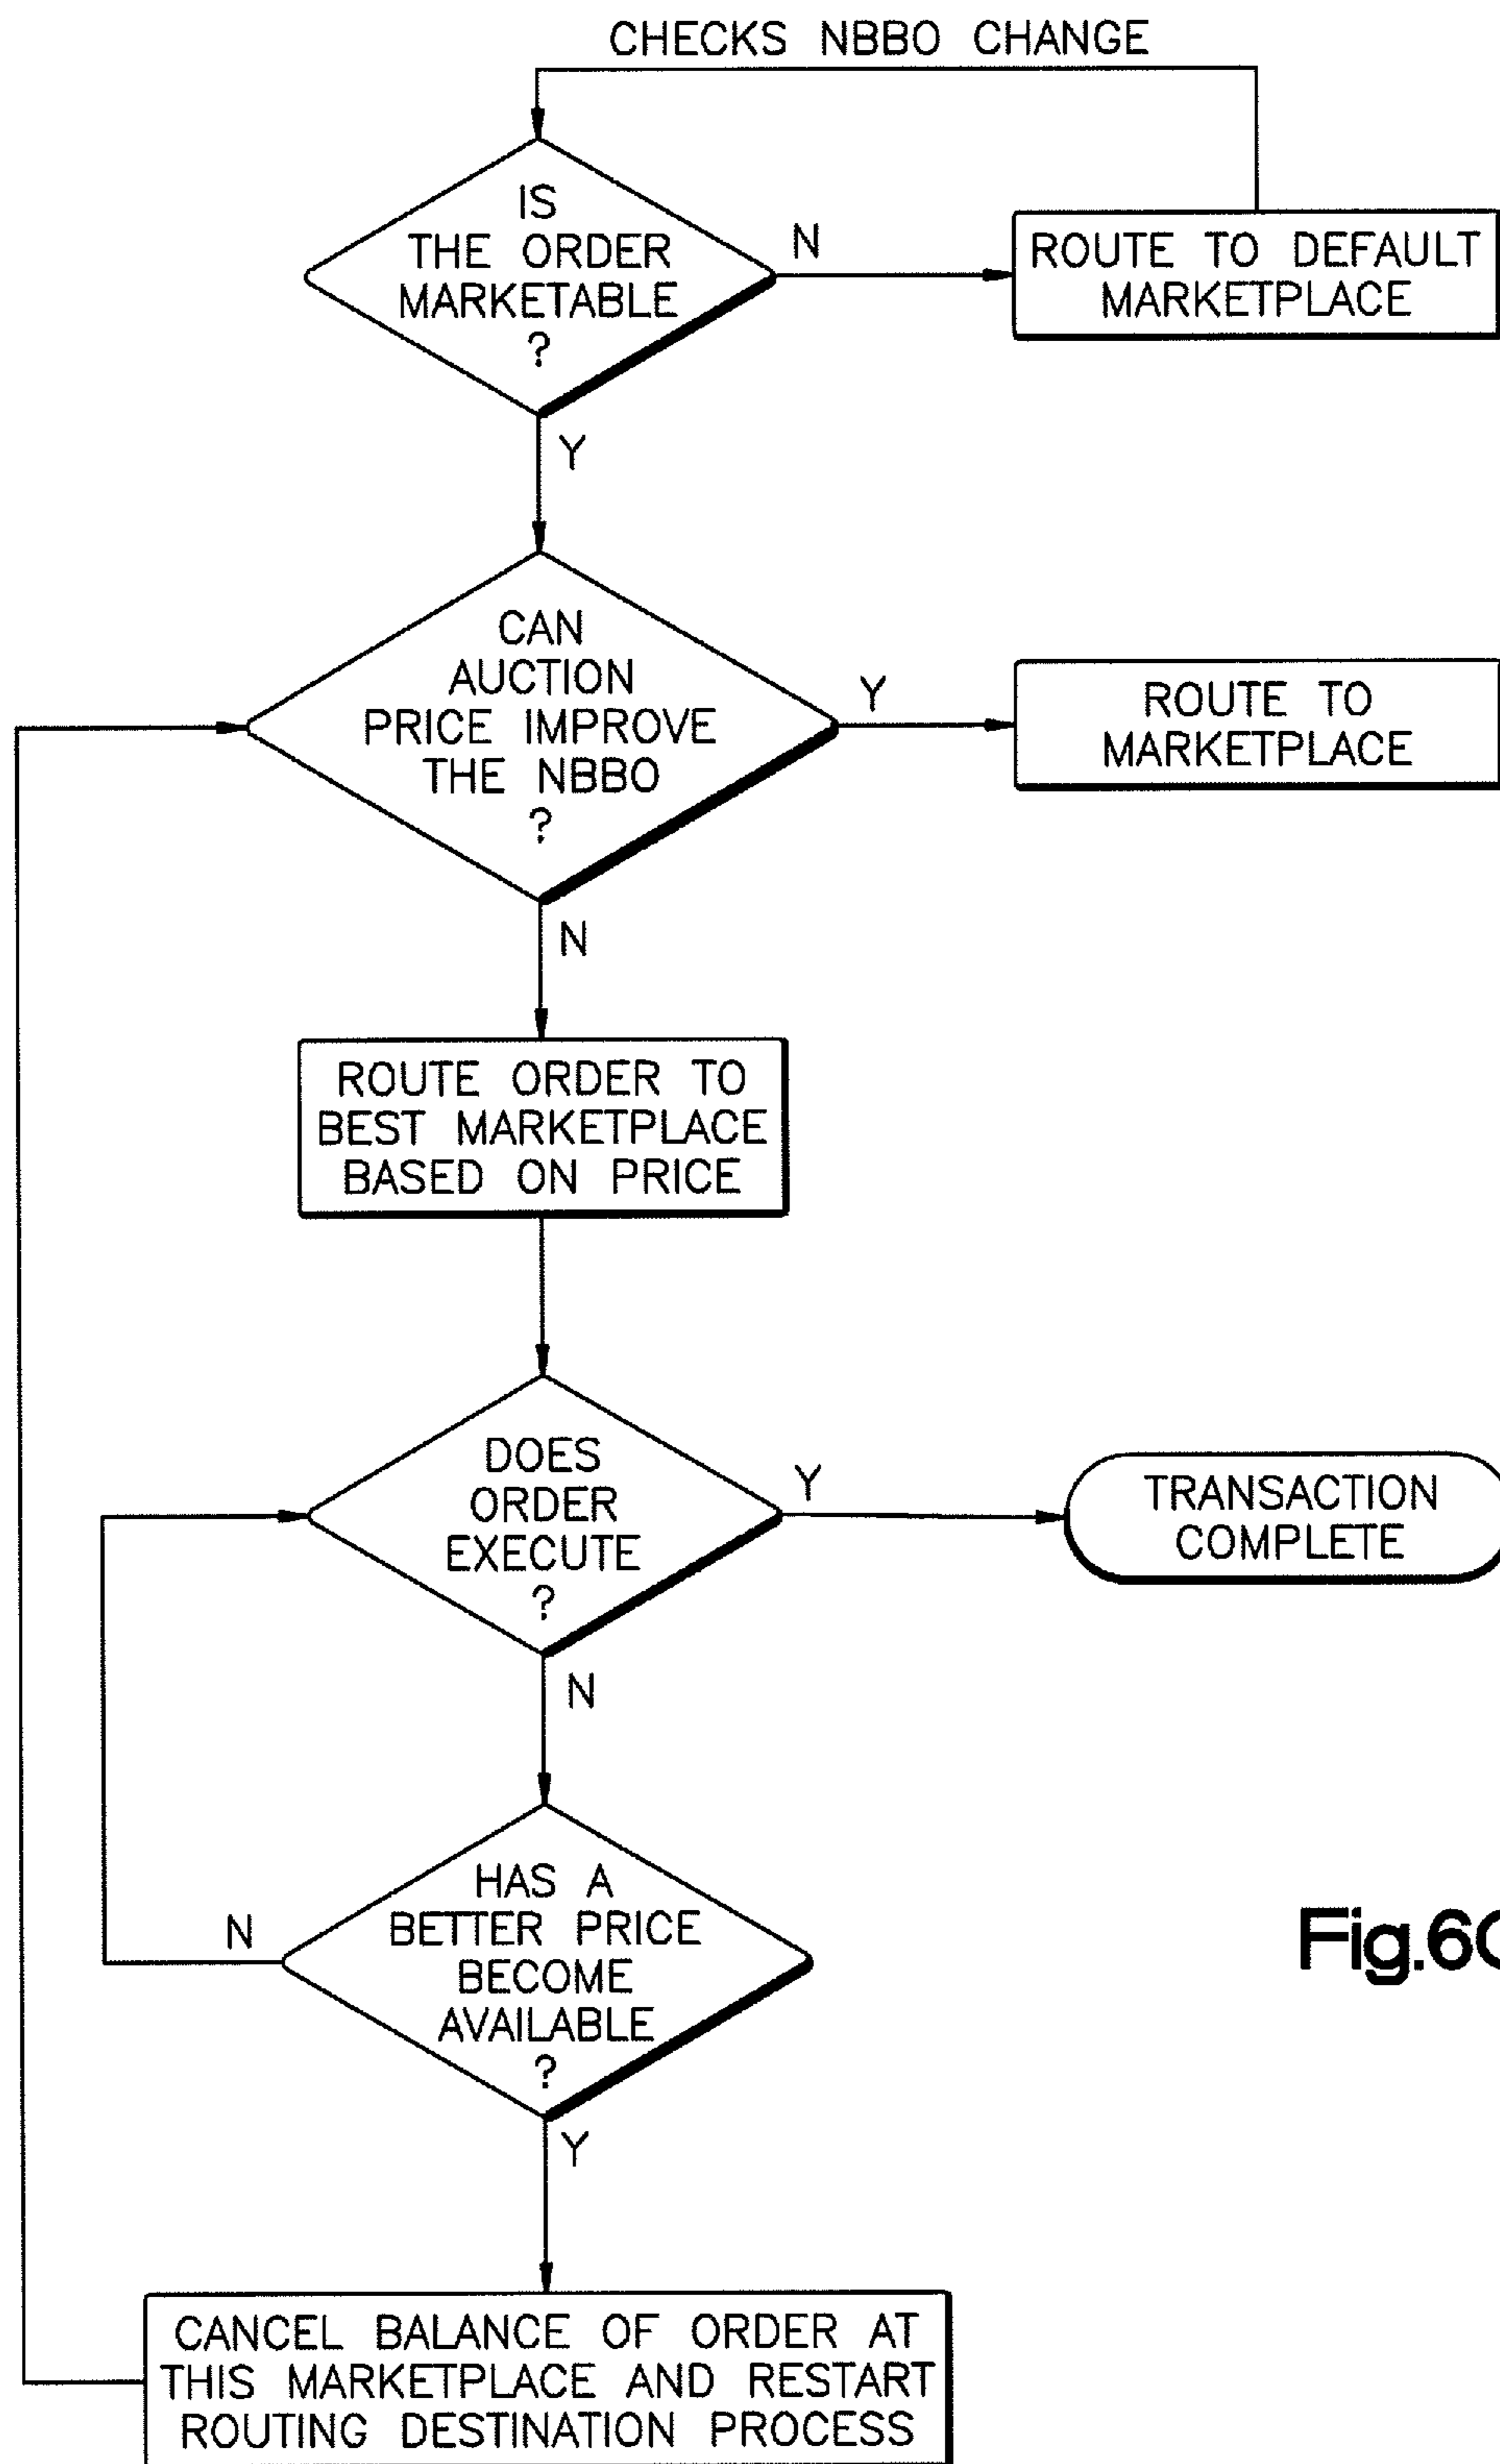 CHECKS NBBO CHANGE
IS
THE ORDER
MARKETABLE
?
N
ROUTE TO DEFAULT
MARKETPLACE
Y
CAN
AUCTION
PRICE IMPROVE
THE NBBO
?
Y
ROUTE TO
MARKETPLACE
N
ROUTE ORDER TO
BEST MARKETPLACE
BASED ON PRICE
DOES
ORDER
EXECUTE
?
Y
TRANSACTION
COMPLETE
N
HAS A
BETTER PRICE
BECOME
AVAILABLE
?
N
Y
CANCEL BALANCE OF ORDER AT
THIS MARKETPLACE AND RESTART
ROUTING DESTINATION PROCESS